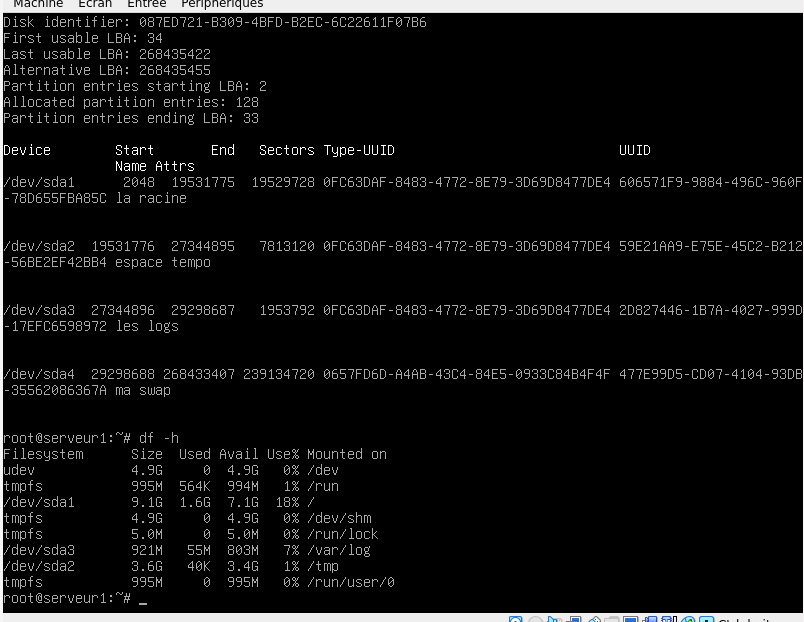 Machine Écran Entrée Périphériques
Disk identifier: 087ED721-B309-4BFD-B2EC-6C22611F07B6
First usable LBA: 34
Last usable LBA: 268435422
Alternative LBA: 268435455
Partition entries starting LBA: 2
Allocated partition entries: 128
Partition entries ending LBA: 33
Device Start End Sectors Type-UUID UUID
Name Attrs
/dev/sda1 2048 19531775 19529728 0FC63DAF-8483-4772-8E79-3D69D8477DE4 606571F9-9884-496C-960F
-78D655FBA85C la racine
/dev/sda2 19531776 27344895 7813120 0FC63DAF-8483-4772-8E79-3D69D8477DE4 59E21AA9-E75E-45C2-B212
-56BE2EF42BB4 espace tempo
/dev/sda3 27344896 29298687 1953792 0FC63DAF-8483-4772-8E79-3D69D8477DE4 2D827446-1B7A-4027-999D
-17EFC6598972 les logs
/dev/sda4 29298688 268433407 239134720 0657FD6D-A4AB-43C4-84E5-0933C84B4F4F 477E99D5-CD07-4104-93DB
-35562086367A ma swap
root@serveur1:~# df -h
Filesystem Size Used Avail Use% Mounted on
udev 4.9G 0 4.9G 0% /dev
tmpfs 995M 564K 994M 1% /run
/dev/sda1 9.1G 1.6G 7.1G 18% /
tmpfs 4.9G 0 4.9G 0% /dev/shm
tmpfs 5.0M 0 5.0M 0% /run/lock
/dev/sda3 921M 55M 803M 7% /var/log
/dev/sda2 3.6G 40K 3.4G 1% /tmp
tmpfs 995M 0 995M 0% /run/user/0
root@serveur1:~# _